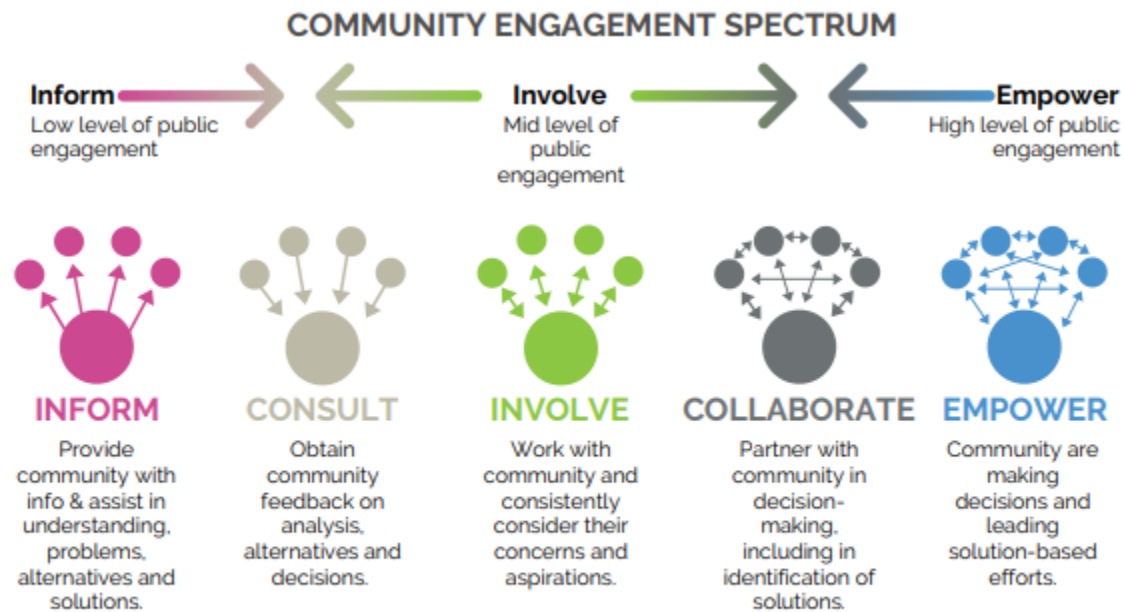 COMMUNITY ENGAGEMENT SPECTRUM
Inform
Low level of public
engagement
Involve
Mid level of
public
engagement
Empower
High level of public
engagement
INFORM
Provide
community with
info & assist in
understanding,
problems,
alternatives and
solutions.
CONSULT
Obtain
community
feedback on
analysis,
alternatives and
decisions.
INVOLVE
Work with
community and
consistently
consider their
concerns and
aspirations.
COLLABORATE
Partner with
community in
decision-
making,
including in
identification of
solutions.
EMPOWER
Community are
making
decisions and
leading
solution-based
efforts.